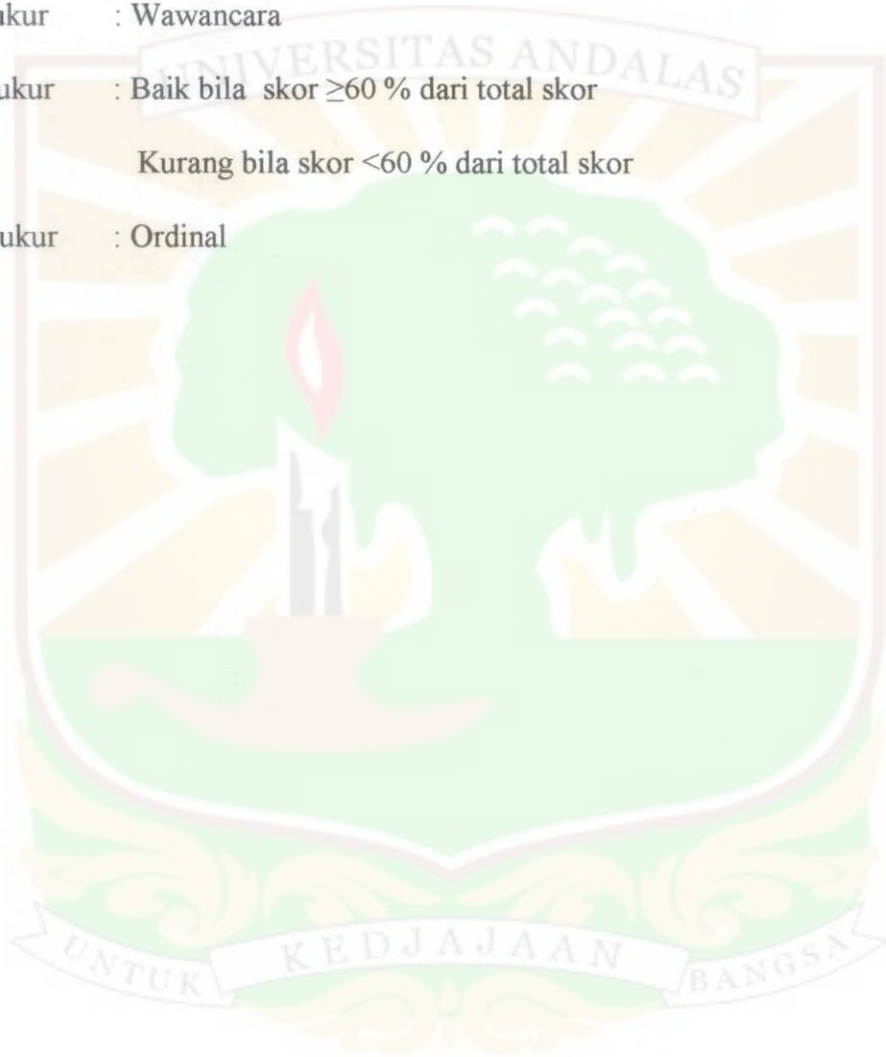 ukur : Wawancara
UNIVERSITAS ANDALAS
ukur : Baik bila skor ≥60 % dari total skor
Kurang bila skor <60 % dari total skor
ukur : Ordinal
UNTUK KEDJAJAAN BANGSA